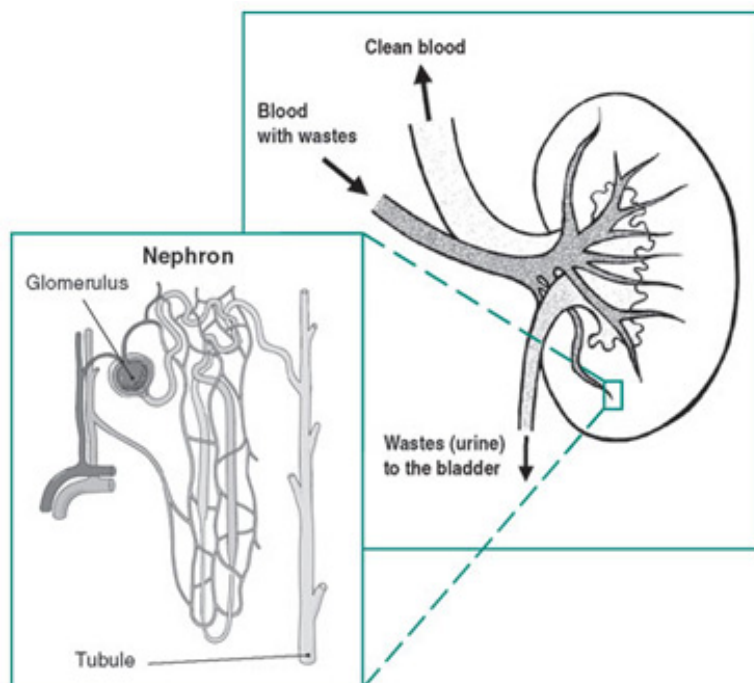 Clean blood
Blood
with wastes
Nephron
Glomerulus
Wastes (urine)
to the bladder
Tubule